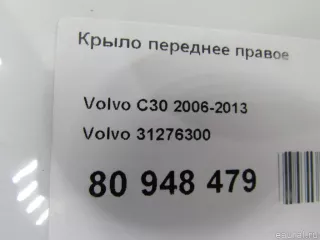 Крыло переднее правое
Volvo C30 2006-2013
Volvo 31276300
80 948 479